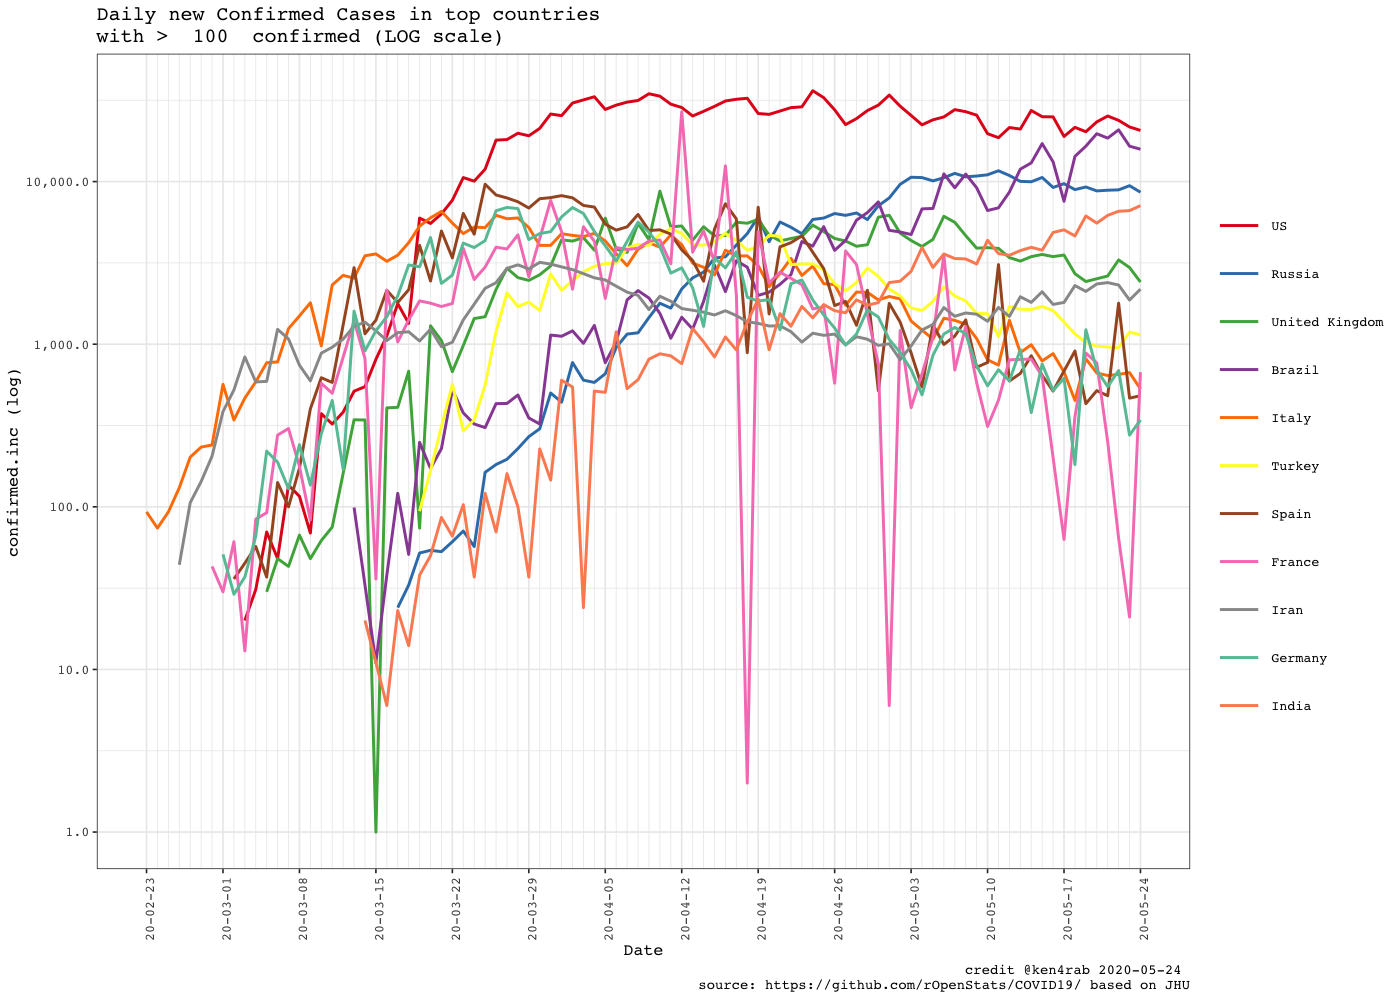 Daily new Confirmed Cases in top countries
with >  100  confirmed (LOG scale)
confirmed.inc (log)
10,000.0
1,000.0
100.0
10.0
1.0
20-02-23
20-03-01
20-03-08
20-03-15
20-03-22
20-03-29
20-04-05
20-04-12
20-04-19
20-04-26
20-05-03
20-05-10
20-05-17
20-05-24
Date
US
Russia
United Kingdom
Brazil
Italy
Turkey
Spain
France
Iran
Germany
India
credit @ken4rab 2020-05-24
source: https://github.com/rOpenStats/COVID19/ based on JHU